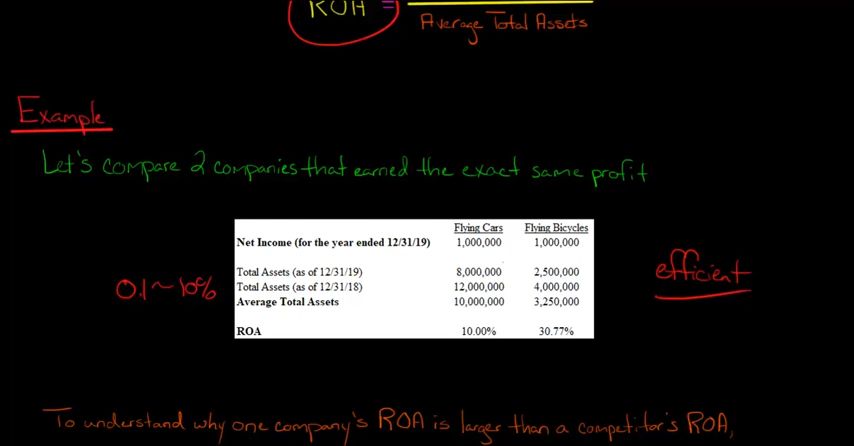 ROA =
Average Total Assets
Example
Let's compare 2 companies that earned the exact same profit
Flying Cars Flying Bicycles
Net Income (for the year ended 12/31/19) 1,000,000 1,000,000
Total Assets (as of 12/31/19) 8,000,000 2,500,000
Total Assets (as of 12/31/18) 12,000,000 4,000,000
Average Total Assets 10,000,000 3,250,000
ROA 10.00% 30.77%
0.1 ~ 10%
efficient
To understand why one company's ROA is larger than a competitor's ROA,